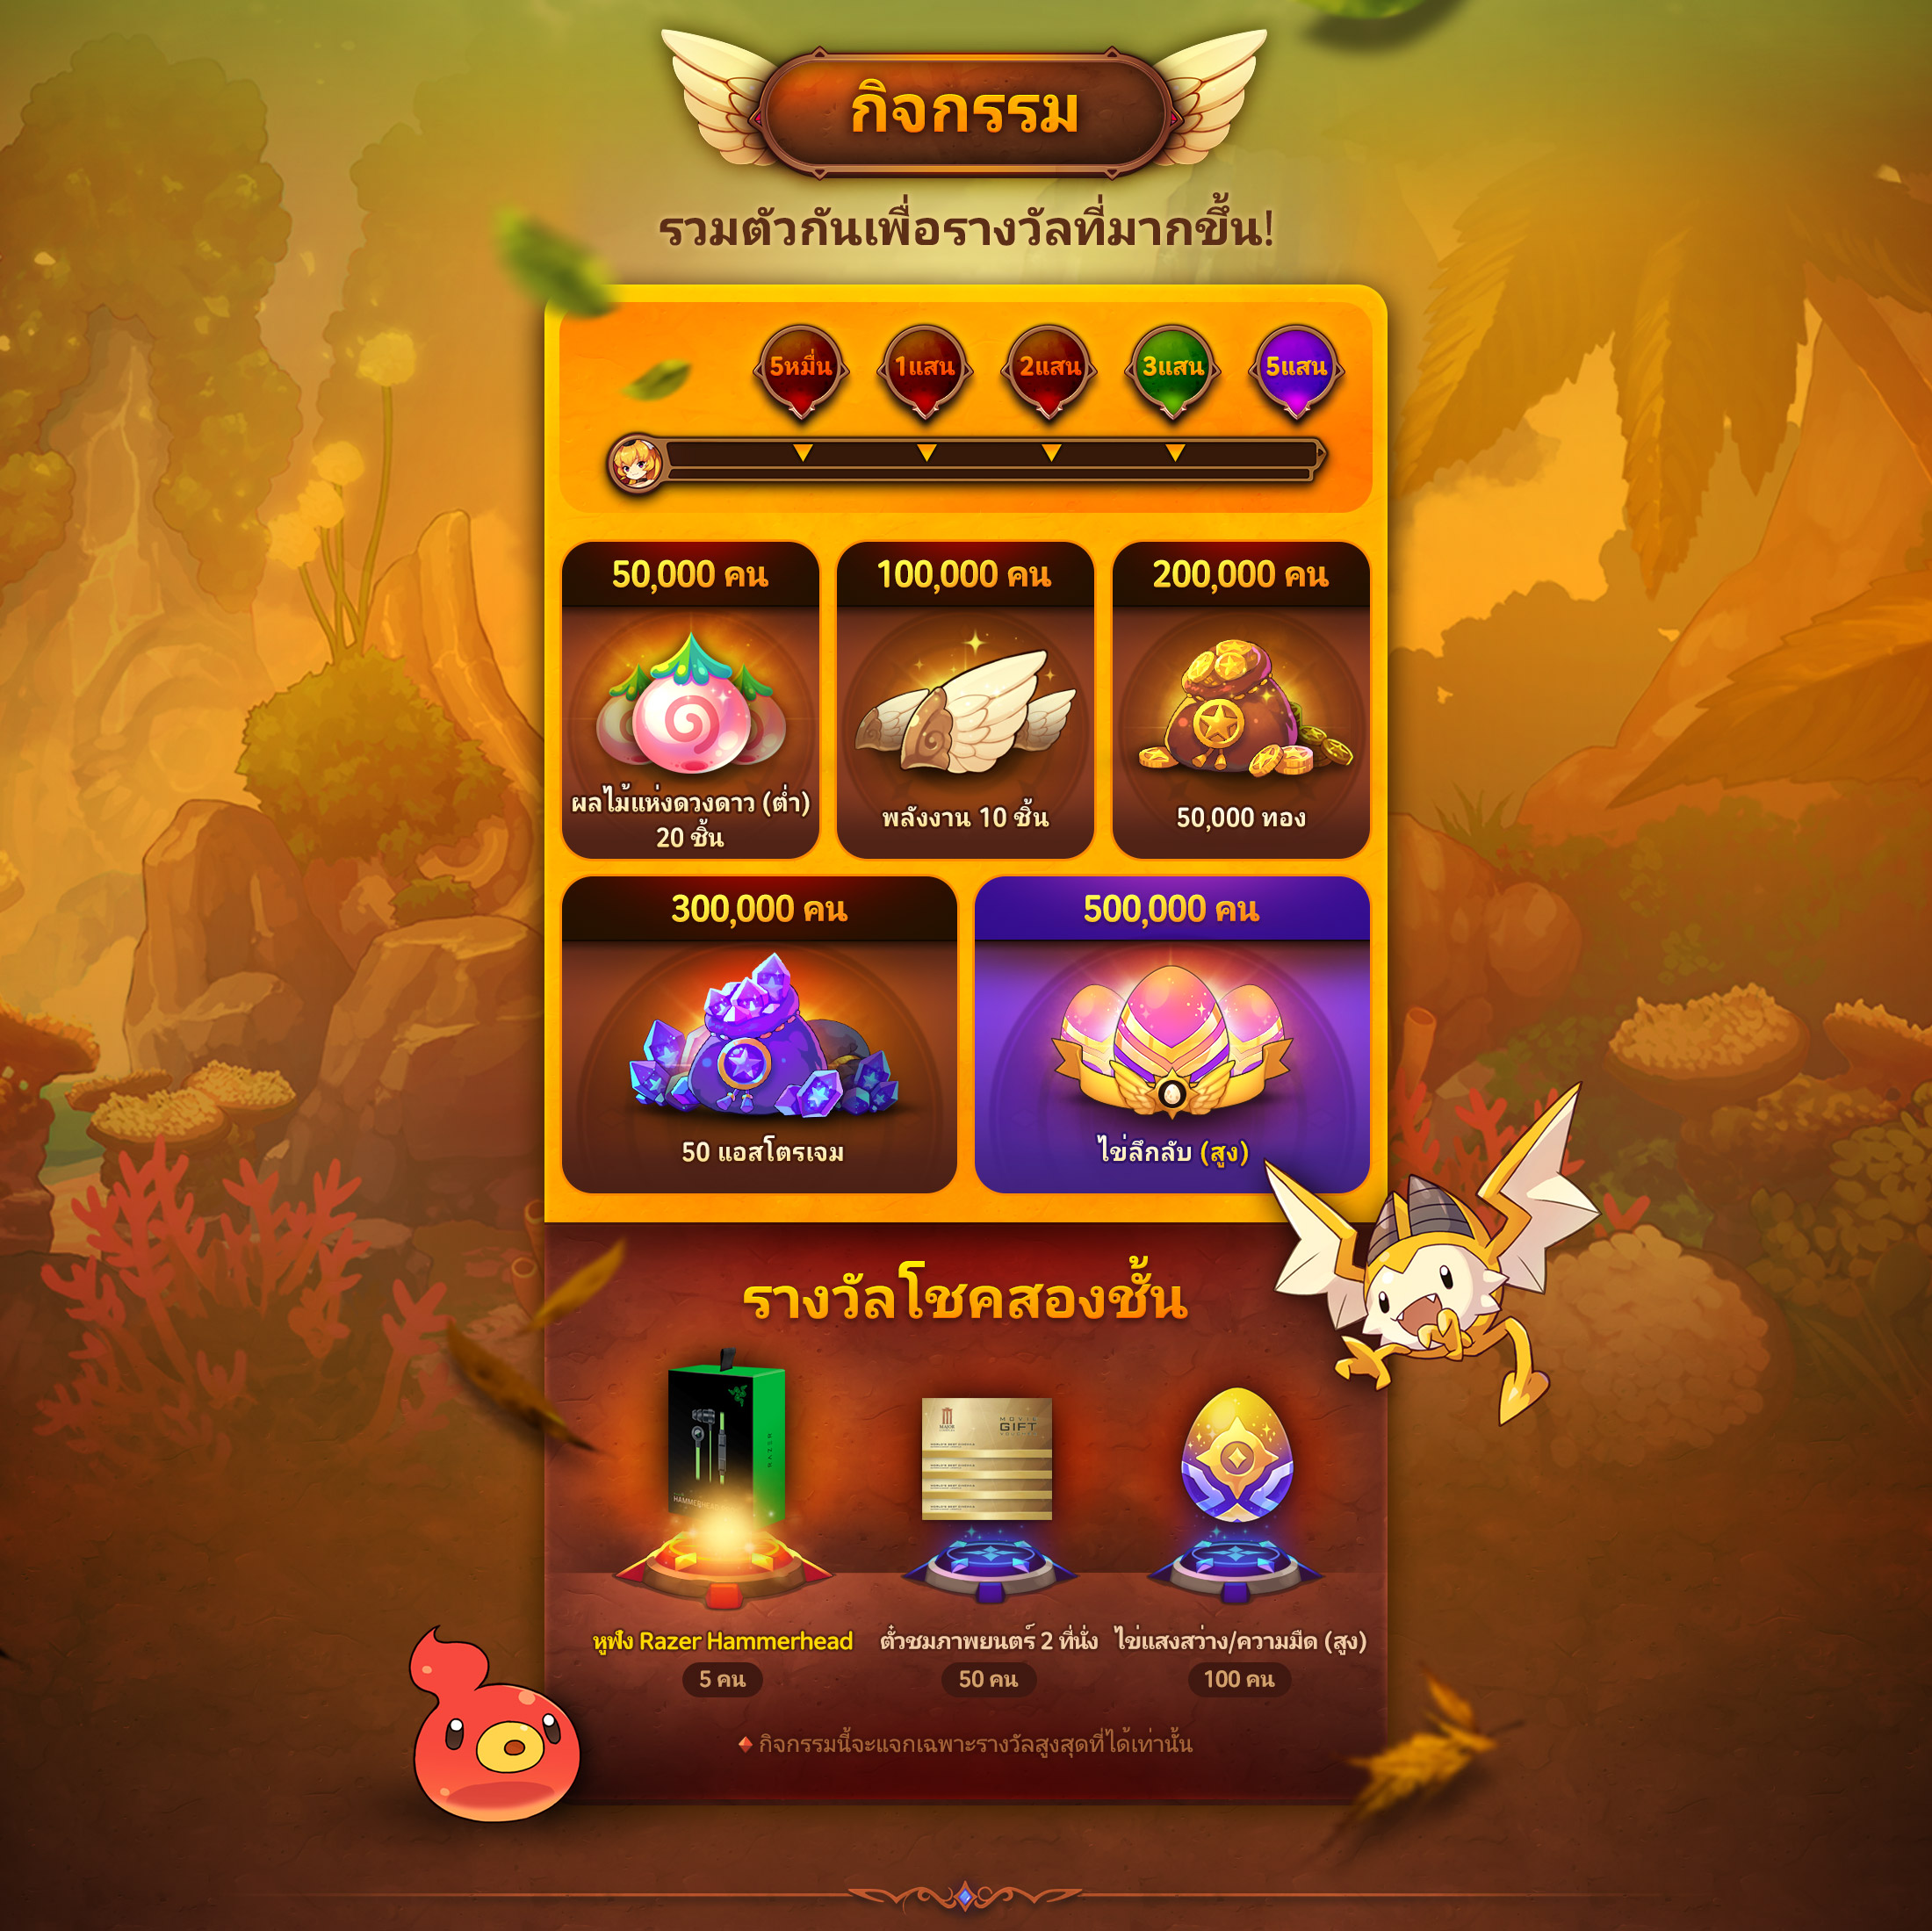 กิจกรรม
รวมตัวกันเพื่อรางวัลที่มากขึ้น!
5หมื่น 1แสน 2แสน 3แสน 5แสน
50,000 คน
ผลไม้แห่งดวงดาว (ต่ำ)
20 ชิ้น
100,000 คน
พลังงาน 10 ชิ้น
200,000 คน
50,000 ทอง
300,000 คน
50 แอสโตรเจม
500,000 คน
ไข่ลึกลับ (สูง)
รางวัลโชคสองชั้น
RAZER
HAMMERHEAD
MAJOR
MOVIE
GIFT
หูฟัง Razer Hammerhead
5 คน
ตั๋วชมภาพยนตร์ 2 ที่นั่ง
50 คน
ไข่แสงสว่าง/ความมืด (สูง)
100 คน
กิจกรรมนี้จะแจกเฉพาะรางวัลสูงสุดที่ได้เท่านั้น